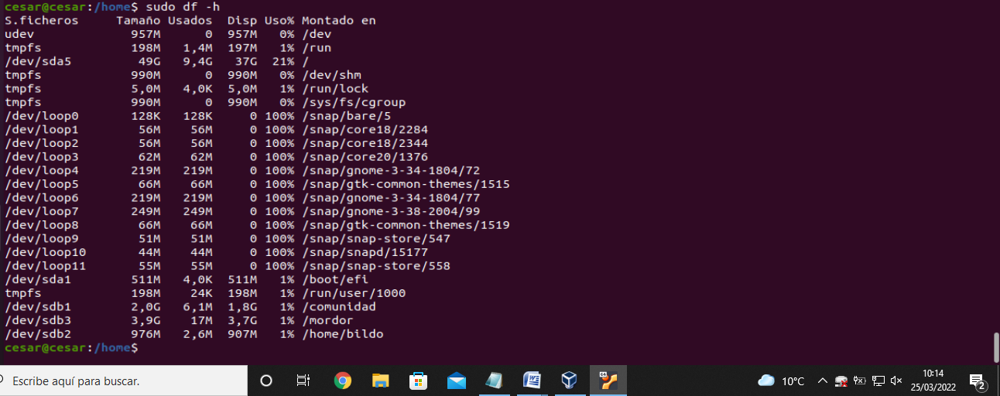 cesar@cesar:/home$ sudo df -h
S.ficheros     Tamaño Usados  Disp Uso% Montado en
udev             957M      0  957M   0% /dev
tmpfs            198M   1,4M  197M   1% /run
/dev/sda5         49G   9,4G   37G  21% /
tmpfs            990M      0  990M   0% /dev/shm
tmpfs            5,0M   4,0K  5,0M   1% /run/lock
tmpfs            990M      0  990M   0% /sys/fs/cgroup
/dev/loop0       128K   128K     0 100% /snap/bare/5
/dev/loop1        56M    56M     0 100% /snap/core18/2284
/dev/loop2        56M    56M     0 100% /snap/core18/2344
/dev/loop3        62M    62M     0 100% /snap/core20/1376
/dev/loop4       219M   219M     0 100% /snap/gnome-3-34-1804/72
/dev/loop5        66M    66M     0 100% /snap/gtk-common-themes/1515
/dev/loop6       219M   219M     0 100% /snap/gnome-3-34-1804/77
/dev/loop7       249M   249M     0 100% /snap/gnome-3-38-2004/99
/dev/loop8        66M    66M     0 100% /snap/gtk-common-themes/1519
/dev/loop9        51M    51M     0 100% /snap/snap-store/547
/dev/loop10       44M    44M     0 100% /snap/snapd/15177
/dev/loop11       55M    55M     0 100% /snap/snap-store/558
/dev/sda1        511M   4,0K  511M   1% /boot/efi
tmpfs            198M    24K  198M   1% /run/user/1000
/dev/sdb1        2,0G   6,1M  1,8G   1% /comunidad
/dev/sdb3        3,9G    17M  3,7G   1% /mordor
/dev/sdb2        976M   2,6M  907M   1% /home/bildo
cesar@cesar:/home$
Escribe aquí para buscar.
64
10°C
10:14
25/03/2022
2